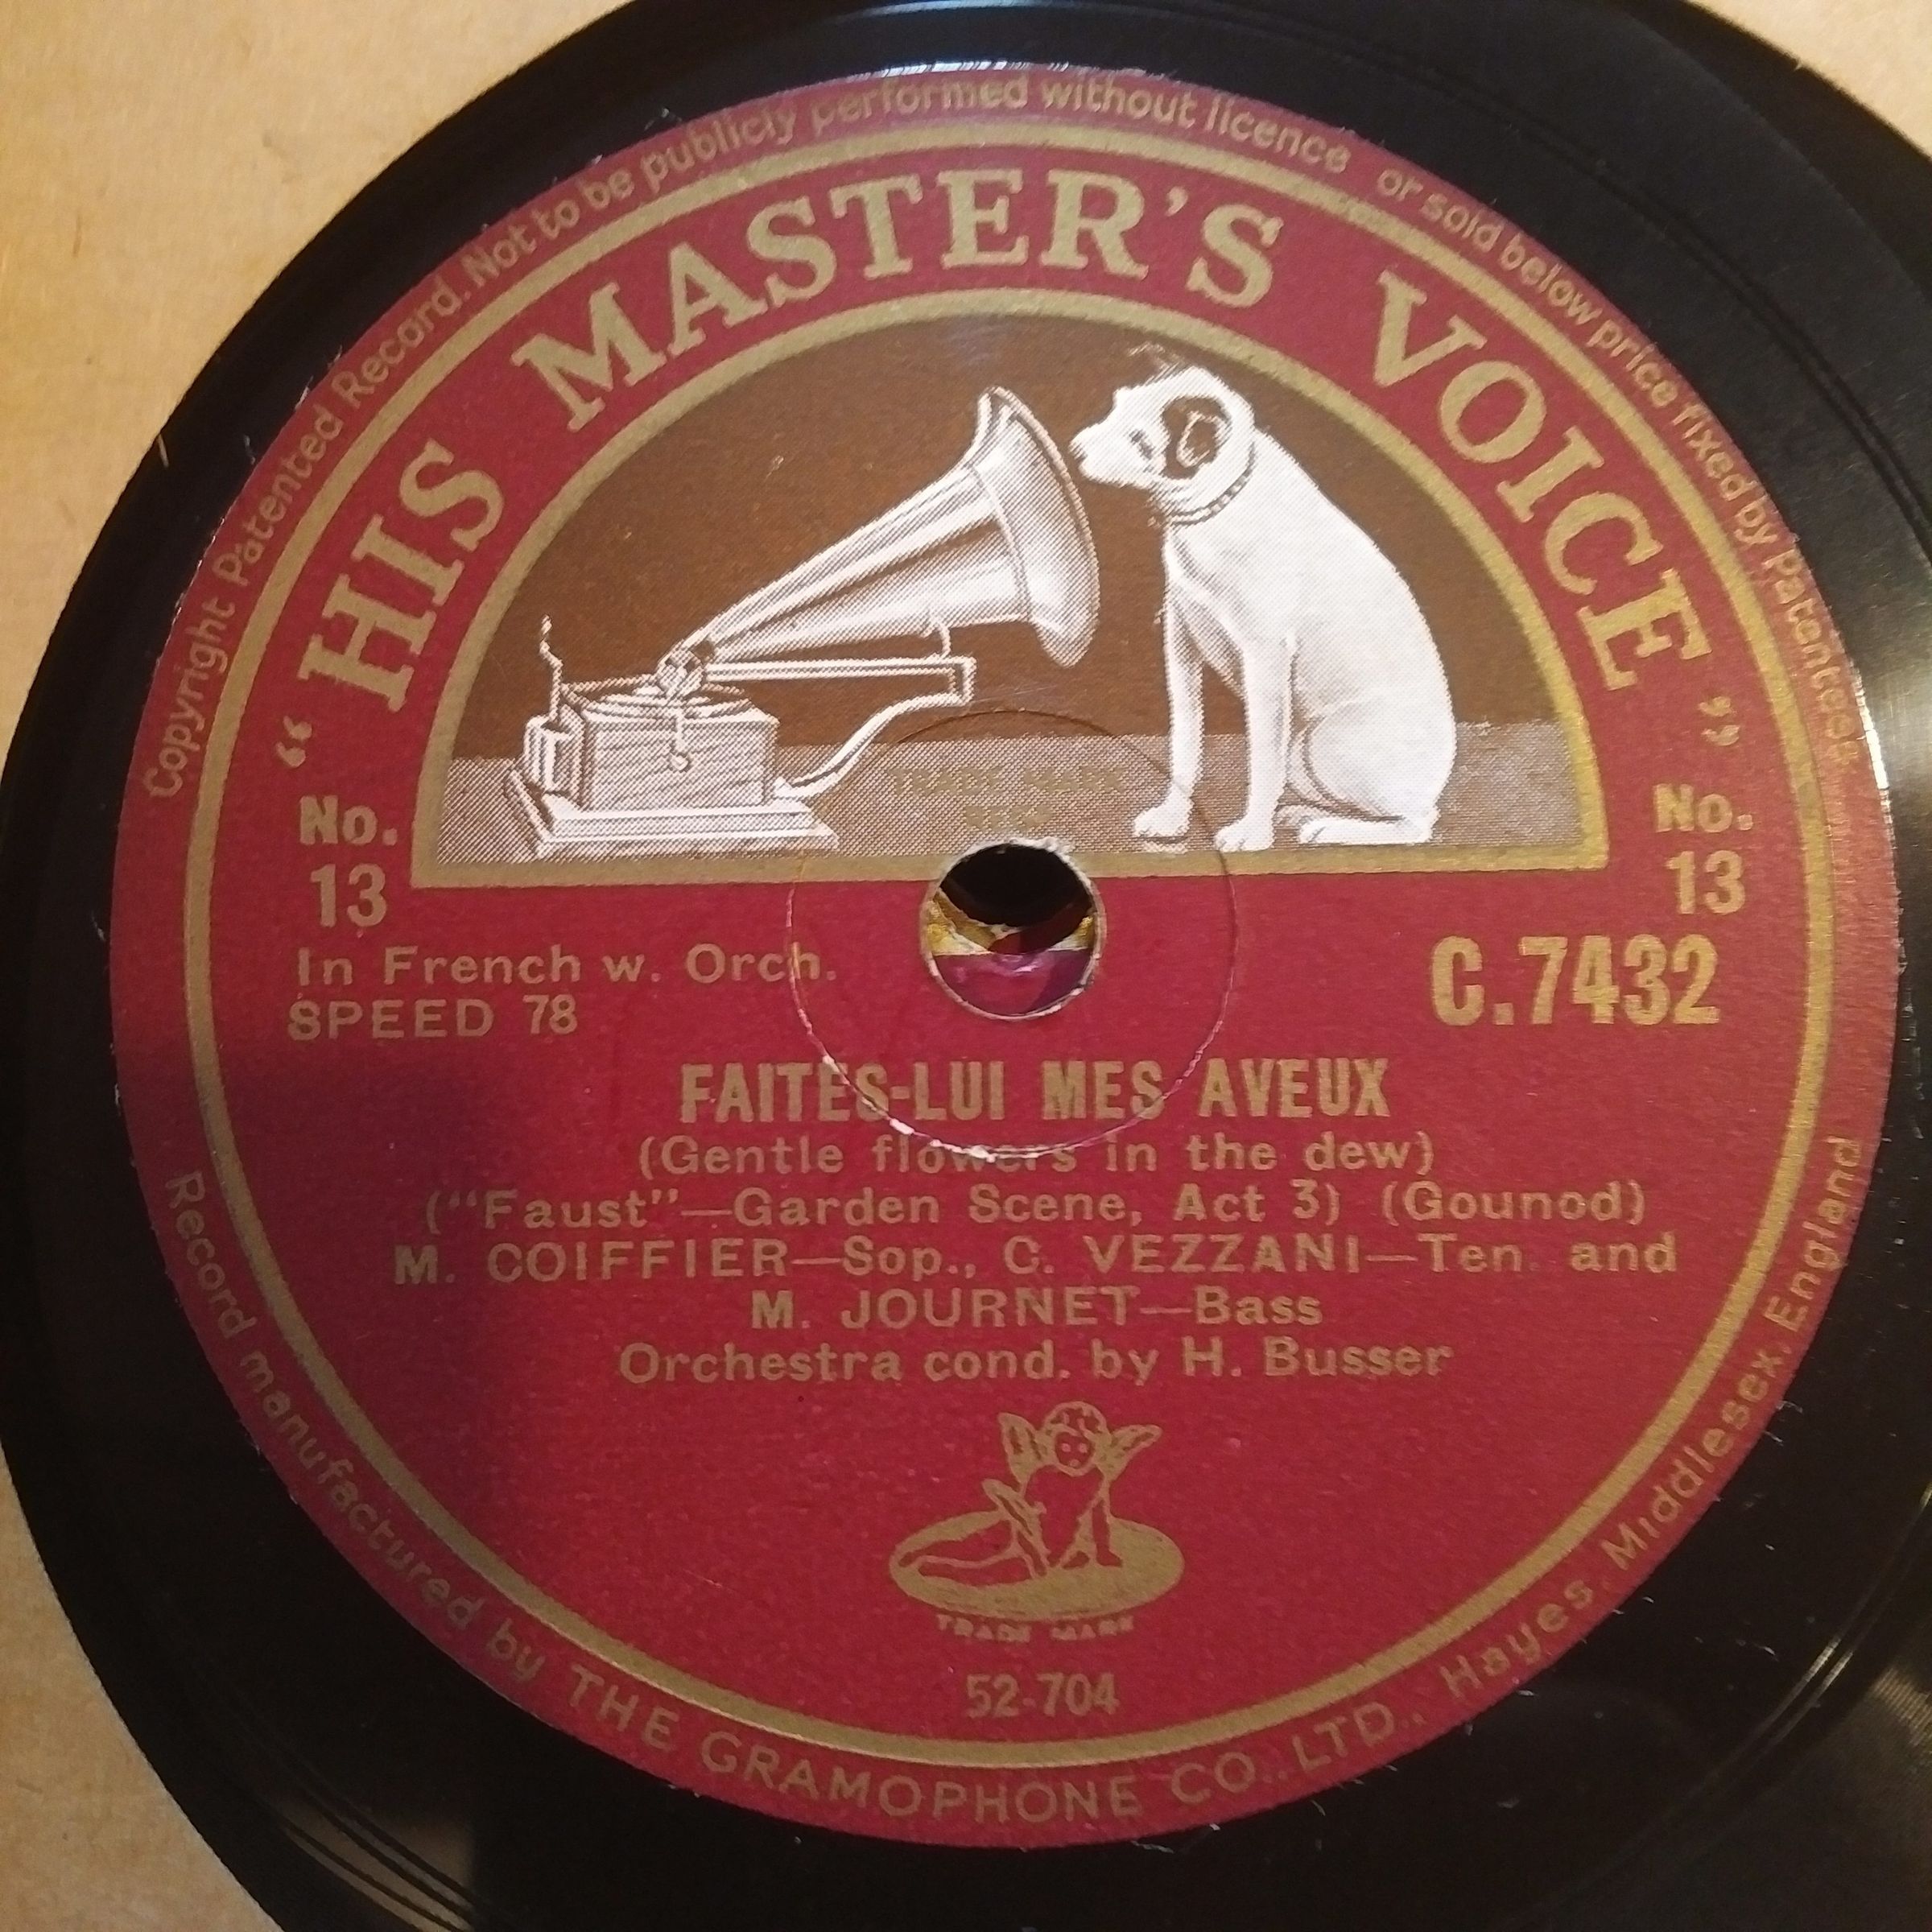 Copyright Patented Record. Not to be publicly performed without licence or sold below price fixed by Patentees
“HIS MASTER'S VOICE”
TRADE MARK
No. 13
No. 13
In French w. Orch.
SPEED 78
C.7432
FAITES-LUI MES AVEUX
(Gentle flowers in the dew)
(“Faust”—Garden Scene, Act 3) (Gounod)
M. COIFFIER—Sop., C. VEZZANI—Ten. and
M. JOURNET—Bass
Orchestra cond. by H. Busser
TRADE MARK
52-704
Record manufactured by THE GRAMOPHONE CO., LTD., Hayes, Middlesex, England